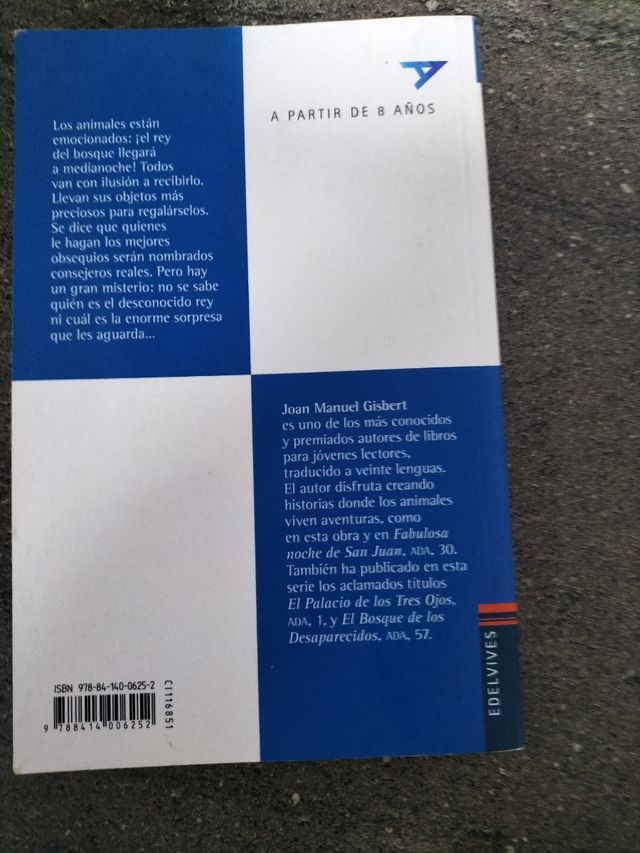 A PARTIR DE 8 AÑOS
Los animales están
emocionados: ¡el rey
del bosque llegará
a medianoche! Todos
van con ilusión a recibirlo.
Llevan sus objetos más
preciosos para regalárselos.
Se dice que quienes
le hagan los mejores
obsequios serán nombrados
consejeros reales. Pero hay
un gran misterio: no se sabe
quién es el desconocido rey
ni cuál es la enorme sorpresa
que les aguarda...
Joan Manuel Gisbert
es uno de los más conocidos
y premiados autores de libros
para jóvenes lectores,
traducido a veinte lenguas.
El autor disfruta creando
historias donde los animales
viven aventuras, como
en esta obra y en Fabulosa
noche de San Juan, ADA, 30.
También ha publicado en esta
serie los aclamados títulos
El Palacio de los Tres Ojos,
ADA, 1, y El Bosque de los
Desaparecidos, ADA, 57.
ISBN 978-84-140-0625-2
9 788414 006252
CI116851
EDELVIVES